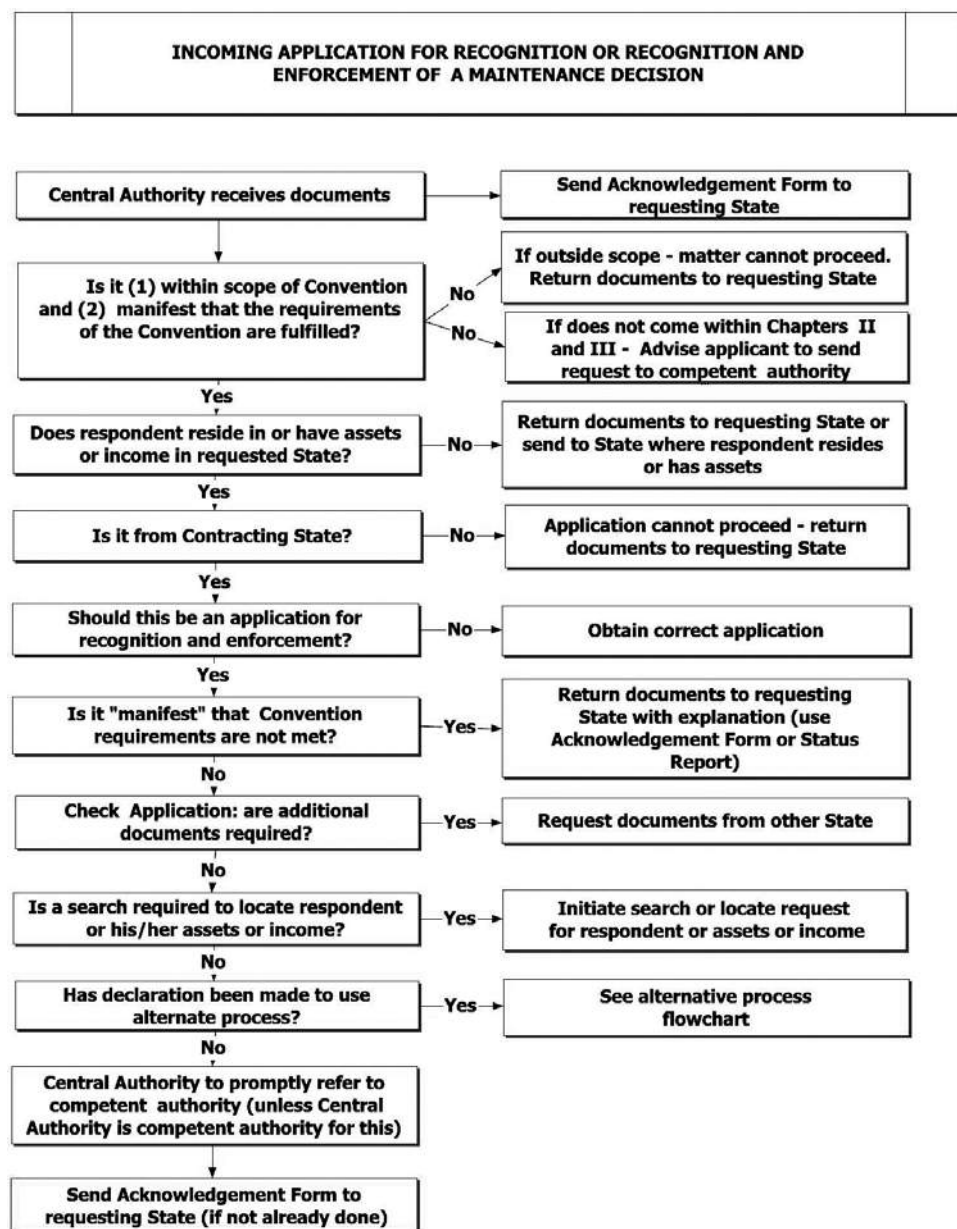 INCOMING APPLICATION FOR RECOGNITION OR RECOGNITION AND
ENFORCEMENT OF A MAINTENANCE DECISION
Central Authority receives documents
Send Acknowledgement Form to
requesting State
Is it (1) within scope of Convention
and (2) manifest that the requirements
of the Convention are fulfilled?
No
If outside scope - matter cannot proceed.
Return documents to requesting State
No
If does not come within Chapters II
and III - Advise applicant to send
request to competent authority
Yes
Does respondent reside in or have assets
or income in requested State?
No
Return documents to requesting State or
send to State where respondent resides
or has assets
Yes
Is it from Contracting State?
No
Application cannot proceed - return
documents to requesting State
Yes
Should this be an application for
recognition and enforcement?
No
Obtain correct application
Yes
Is it "manifest" that Convention
requirements are not met?
Yes
Return documents to requesting
State with explanation (use
Acknowledgement Form or Status
Report)
No
Check Application: are additional
documents required?
Yes
Request documents from other State
No
Is a search required to locate respondent
or his/her assets or income?
Yes
Initiate search or locate request
for respondent or assets or income
No
Has declaration been made to use
alternate process?
Yes
See alternative process
flowchart
No
Central Authority to promptly refer to
competent authority (unless Central
Authority is competent authority for this)
Send Acknowledgement Form to
requesting State (if not already done)